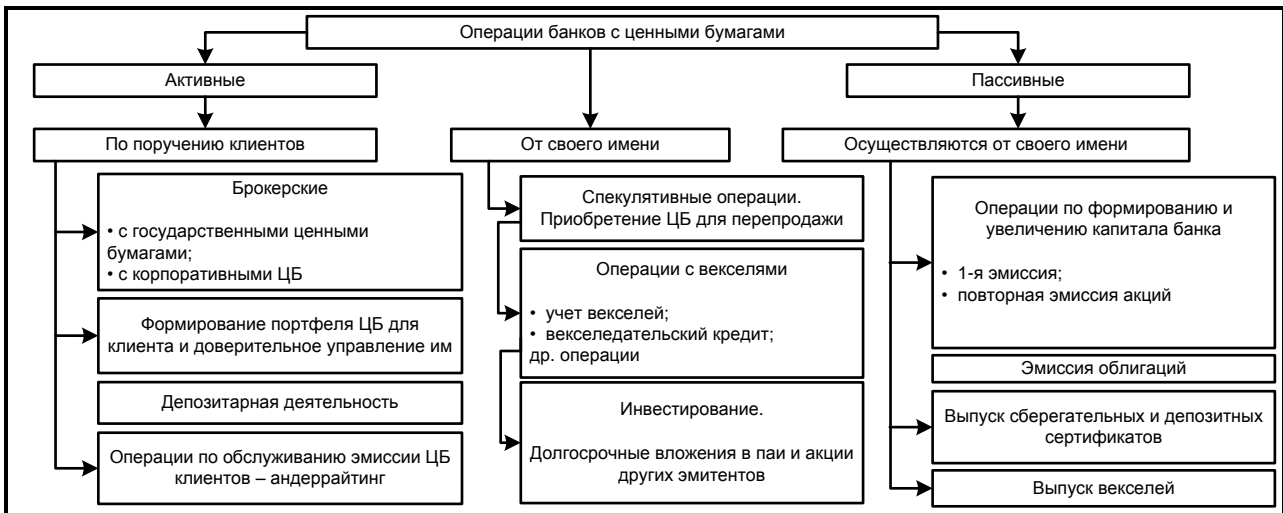 Операции банков с ценными бумагами
Активные
Пассивные
По поручению клиентов
От своего имени
Осуществляются от своего имени
Брокерские
• с государственными ценными
бумагами;
• с корпоративными ЦБ
Формирование портфеля ЦБ для
клиента и доверительное управление им
Депозитарная деятельность
Операции по обслуживанию эмиссии ЦБ
клиентов – андеррайтинг
Спекулятивные операции.
Приобретение ЦБ для перепродажи
Операции с векселями
• учет векселей;
• векселедательский кредит;
др. операции
Инвестирование.
Долгосрочные вложения в паи и акции
других эмитентов
Операции по формированию и
увеличению капитала банка
• 1-я эмиссия;
• повторная эмиссия акций
Эмиссия облигаций
Выпуск сберегательных и депозитных
сертификатов
Выпуск векселей